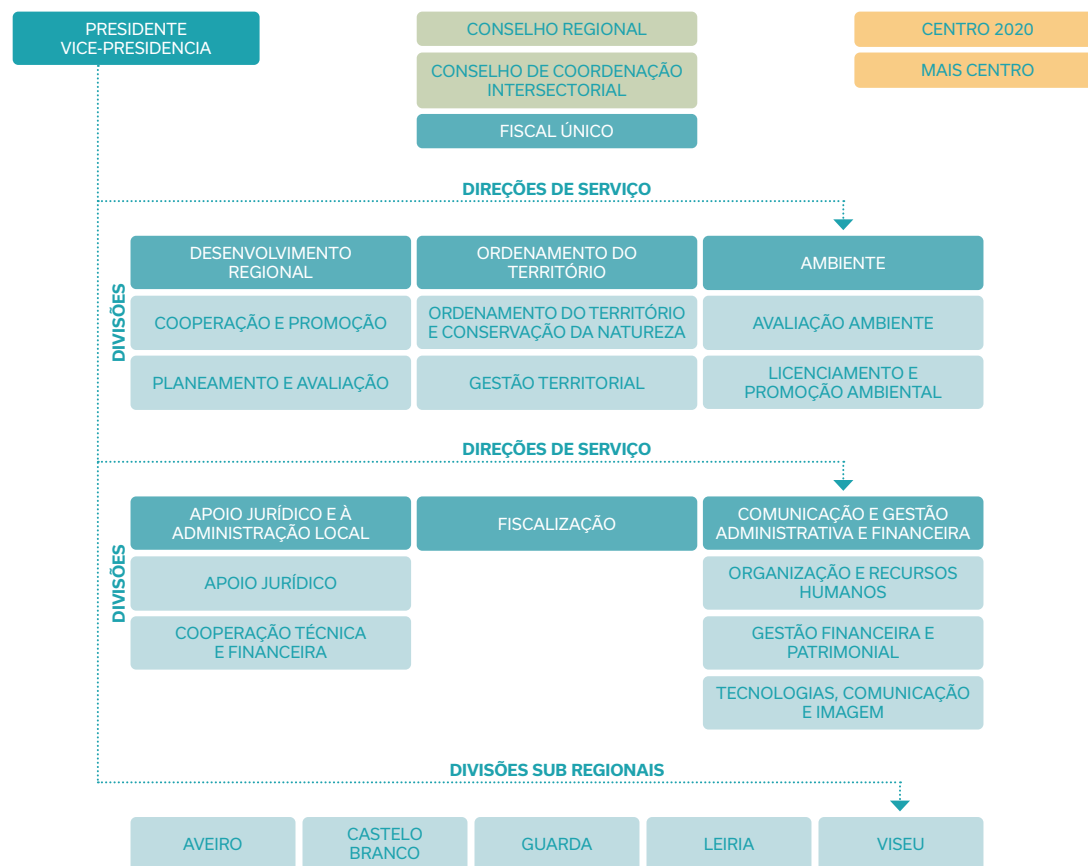 PRESIDENTE
VICE-PRESIDENCIA
CONSELHO REGIONAL
CONSELHO DE COORDENAÇÃO
INTERSECTORIAL
FISCAL ÚNICO
CENTRO 2020
MAIS CENTRO
DIREÇÕES DE SERVIÇO
DIVISÕES
DESENVOLVIMENTO
REGIONAL
ORDENAMENTO DO
TERRITÓRIO
AMBIENTE
COOPERAÇÃO E PROMOÇÃO
ORDENAMENTO DO TERRITÓRIO
E CONSERVAÇÃO DA NATUREZA
AVALIAÇÃO AMBIENTE
PLANEAMENTO E AVALIAÇÃO
GESTÃO TERRITORIAL
LICENCIAMENTO E
PROMOÇÃO AMBIENTAL
DIREÇÕES DE SERVIÇO
DIVISÕES
APOIO JURÍDICO E À
ADMINISTRAÇÃO LOCAL
FISCALIZAÇÃO
COMUNICAÇÃO E GESTÃO
ADMINISTRATIVA E FINANCEIRA
APOIO JURÍDICO
ORGANIZAÇÃO E RECURSOS
HUMANOS
COOPERAÇÃO TÉCNICA
E FINANCEIRA
GESTÃO FINANCEIRA E
PATRIMONIAL
TECNOLOGIAS, COMUNICAÇÃO
E IMAGEM
DIVISÕES SUB REGIONAIS
AVEIRO
CASTELO
BRANCO
GUARDA
LEIRIA
VISEU